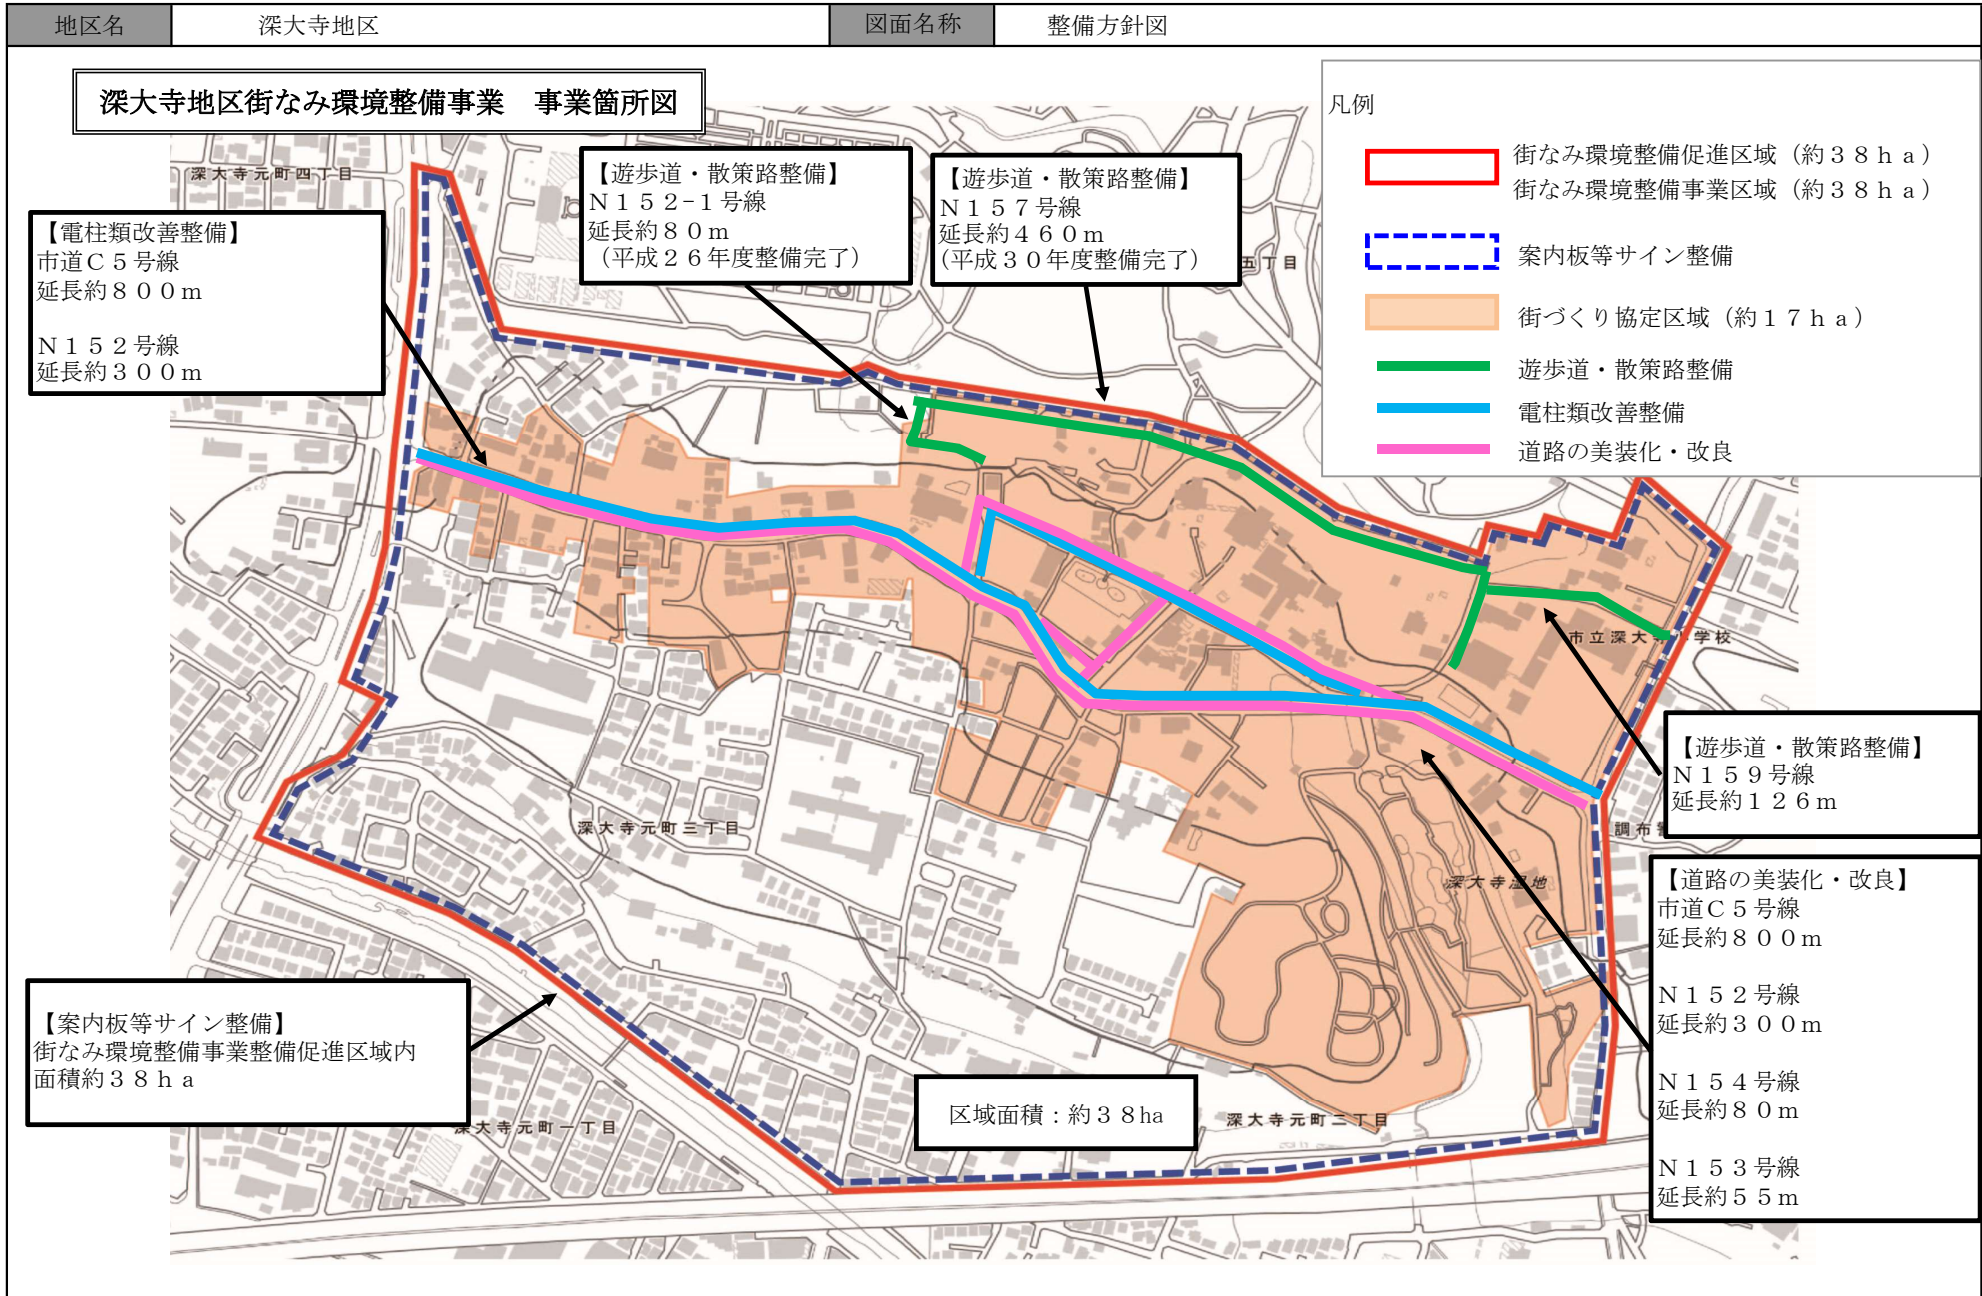 地区名
深大寺地区
図面名称
整備方針図
深大寺地区街なみ環境整備事業　事業箇所図
凡例
街なみ環境整備促進区域（約３８ｈａ）
街なみ環境整備事業区域（約３８ｈａ）
案内板等サイン整備
街づくり協定区域（約１７ｈａ）
遊歩道・散策路整備
電柱類改善整備
道路の美装化・改良
深大寺元町四丁目
【遊歩道・散策路整備】
Ｎ１５２−１号線
延長約８０ｍ
（平成２６年度整備完了）
【遊歩道・散策路整備】
Ｎ１５７号線
延長約４６０ｍ
（平成３０年度整備完了）
五丁目
【電柱類改善整備】
市道Ｃ５号線
延長約８００ｍ
Ｎ１５２号線
延長約３００ｍ
市立深大寺小学校
【遊歩道・散策路整備】
Ｎ１５９号線
延長約１２６ｍ
調布
深大寺元町三丁目
深大寺湿地
【道路の美装化・改良】
市道Ｃ５号線
延長約８００ｍ
Ｎ１５２号線
延長約３００ｍ
Ｎ１５４号線
延長約８０ｍ
Ｎ１５３号線
延長約５５ｍ
【案内板等サイン整備】
街なみ環境整備事業整備促進区域内
面積約３８ｈａ
区域面積：約３８ha
深大寺元町一丁目
深大寺元町二丁目